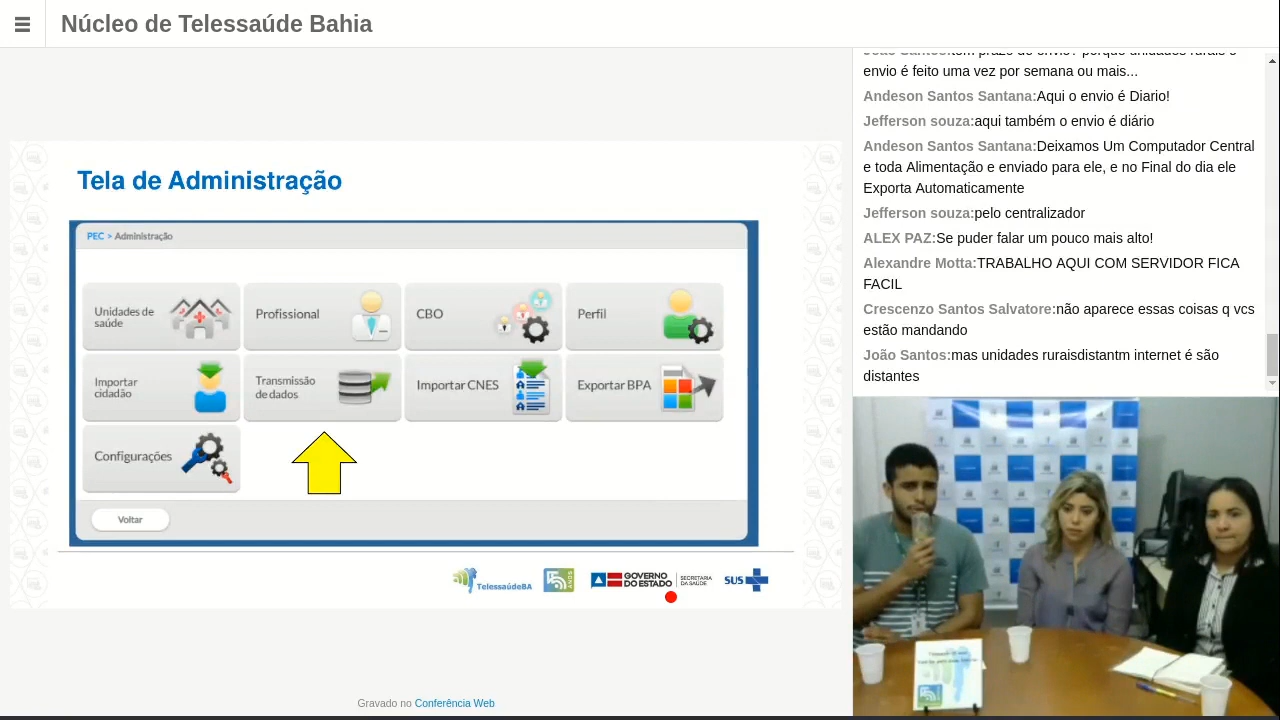 Núcleo de Telessaúde Bahia
Tela de Administração
PEC > Administração
Unidades de
saúde
Profissional
CBO
Perfil
Importar
cidadão
Transmissão
de dados
Importar CNES
Exportar BPA
Configurações
Voltar
TelessaúdeBA
GOVERNO
DO ESTADO
SECRETARIA
DA SAÚDE
SUS
Gravado no Conferência Web
envio é feito uma vez por semana ou mais...
Andeson Santos Santana:Aqui o envio é Diario!
Jefferson souza:aqui também o envio é diário
Andeson Santos Santana:Deixamos Um Computador Central
e toda Alimentação e enviado para ele, e no Final do dia ele
Exporta Automaticamente
Jefferson souza:pelo centralizador
ALEX PAZ:Se puder falar um pouco mais alto!
Alexandre Motta:TRABALHO AQUI COM SERVIDOR FICA
FACIL
Crescenzo Santos Salvatore:não aparece essas coisas q vcs
estão mandando
João Santos:mas unidades ruraisdistantm internet é são
distantes